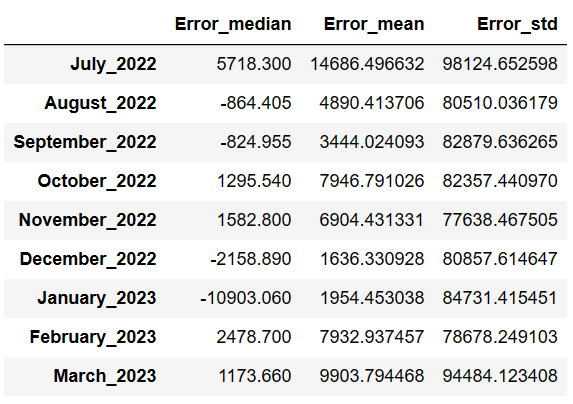 Error_median Error_mean Error_std
July_2022 5718.300 14686.496632 98124.652598
August_2022 -864.405 4890.413706 80510.036179
September_2022 -824.955 3444.024093 82879.636265
October_2022 1295.540 7946.791026 82357.440970
November_2022 1582.800 6904.431331 77638.467505
December_2022 -2158.890 1636.330928 80857.614647
January_2023 -10903.060 1954.453038 84731.415451
February_2023 2478.700 7932.937457 78678.249103
March_2023 1173.660 9903.794468 94484.123408